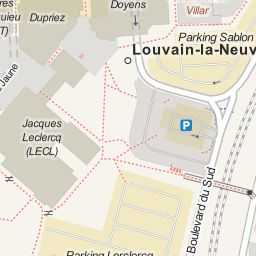 Doyens
Dupriez
Villar
Parking Sablon
Louvain-la-Neuv
Jaune
P
Jacques
Leclercq
(LECL)
Boulevard du Sud
Parking Leclercq